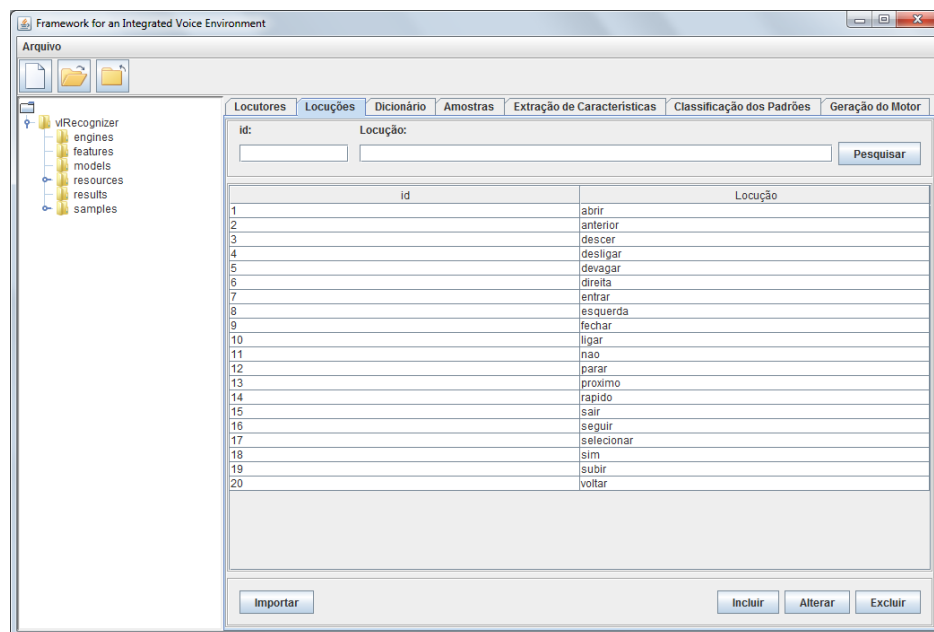 Framework for an Integrated Voice Environment
Arquivo
vlRecognizer
engines
features
models
resources
results
samples
Locutores Locuções Dicionário Amostras Extração de Características Classificação dos Padrões Geração do Motor
id: Locução:
Pesquisar
id Locução
1 abrir
2 anterior
3 descer
4 desligar
5 devagar
6 direita
7 entrar
8 esquerda
9 fechar
10 ligar
11 nao
12 parar
13 proximo
14 rapido
15 sair
16 seguir
17 selecionar
18 sim
19 subir
20 voltar
Importar Incluir Alterar Excluir